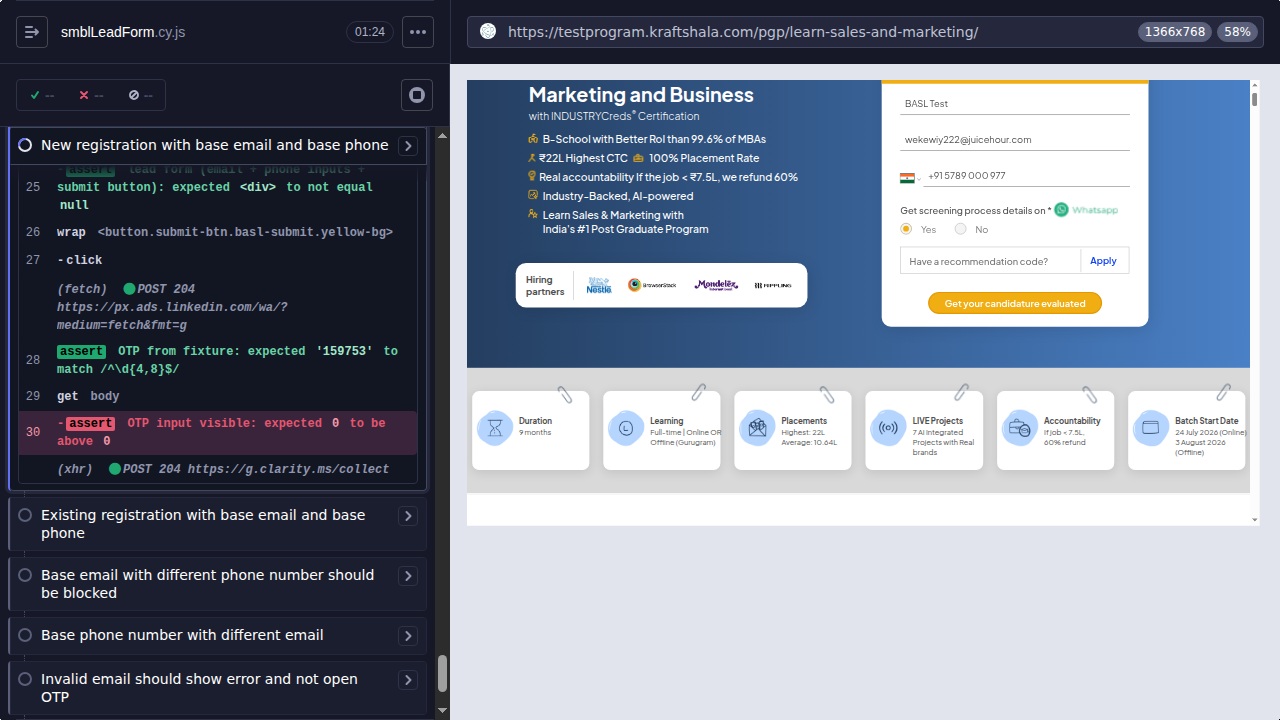 smblLeadForm.cy.js
01:24
--
--
--
New registration with base email and base phone
-assert lead form (email + phone inputs +
25 submit button): expected <div> to not equal
null
26 wrap <button.submit-btn.basl-submit.yellow-bg>
27 -click
(fetch) POST 204
https://px.ads.linkedin.com/wa/?
medium=fetch&fmt=g
28 assert OTP from fixture: expected '159753' to
match /^\d{4,8}$/
29 get body
30 -assert OTP input visible: expected 0 to be
above 0
(xhr) POST 204 https://g.clarity.ms/collect
Existing registration with base email and base
phone
Base email with different phone number should
be blocked
Base phone number with different email
Invalid email should show error and not open
OTP
https://testprogram.kraftshala.com/pgp/learn-sales-and-marketing/
1366x768
58%
Marketing and Business
with INDUSTRYCreds® Certification
B-School with Better RoI than 99.6% of MBAs
₹22L Highest CTC 100% Placement Rate
Real accountability If the job < ₹7.5L, we refund 60%
Industry-Backed, AI-powered
Learn Sales & Marketing with
India's #1 Post Graduate Program
Hiring
partners
Nestle
BrowserStack
Mondelēz
International
RIPPLING
BASL Test
wekewiy222@juicehour.com
+91 5789 000 977
Get screening process details on * Whatsapp
Yes
No
Have a recommendation code?
Apply
Get your candidature evaluated
Duration
9 months
Learning
Full-time | Online OR
Offline (Gurugram)
Placements
Highest: 22L
Average: 10.64L
LIVE Projects
7 AI Integrated
Projects with Real
brands
Accountability
If job < 7.5L.
60% refund
Batch Start Date
24 July 2026 (Online)
3 August 2026
(Offline)